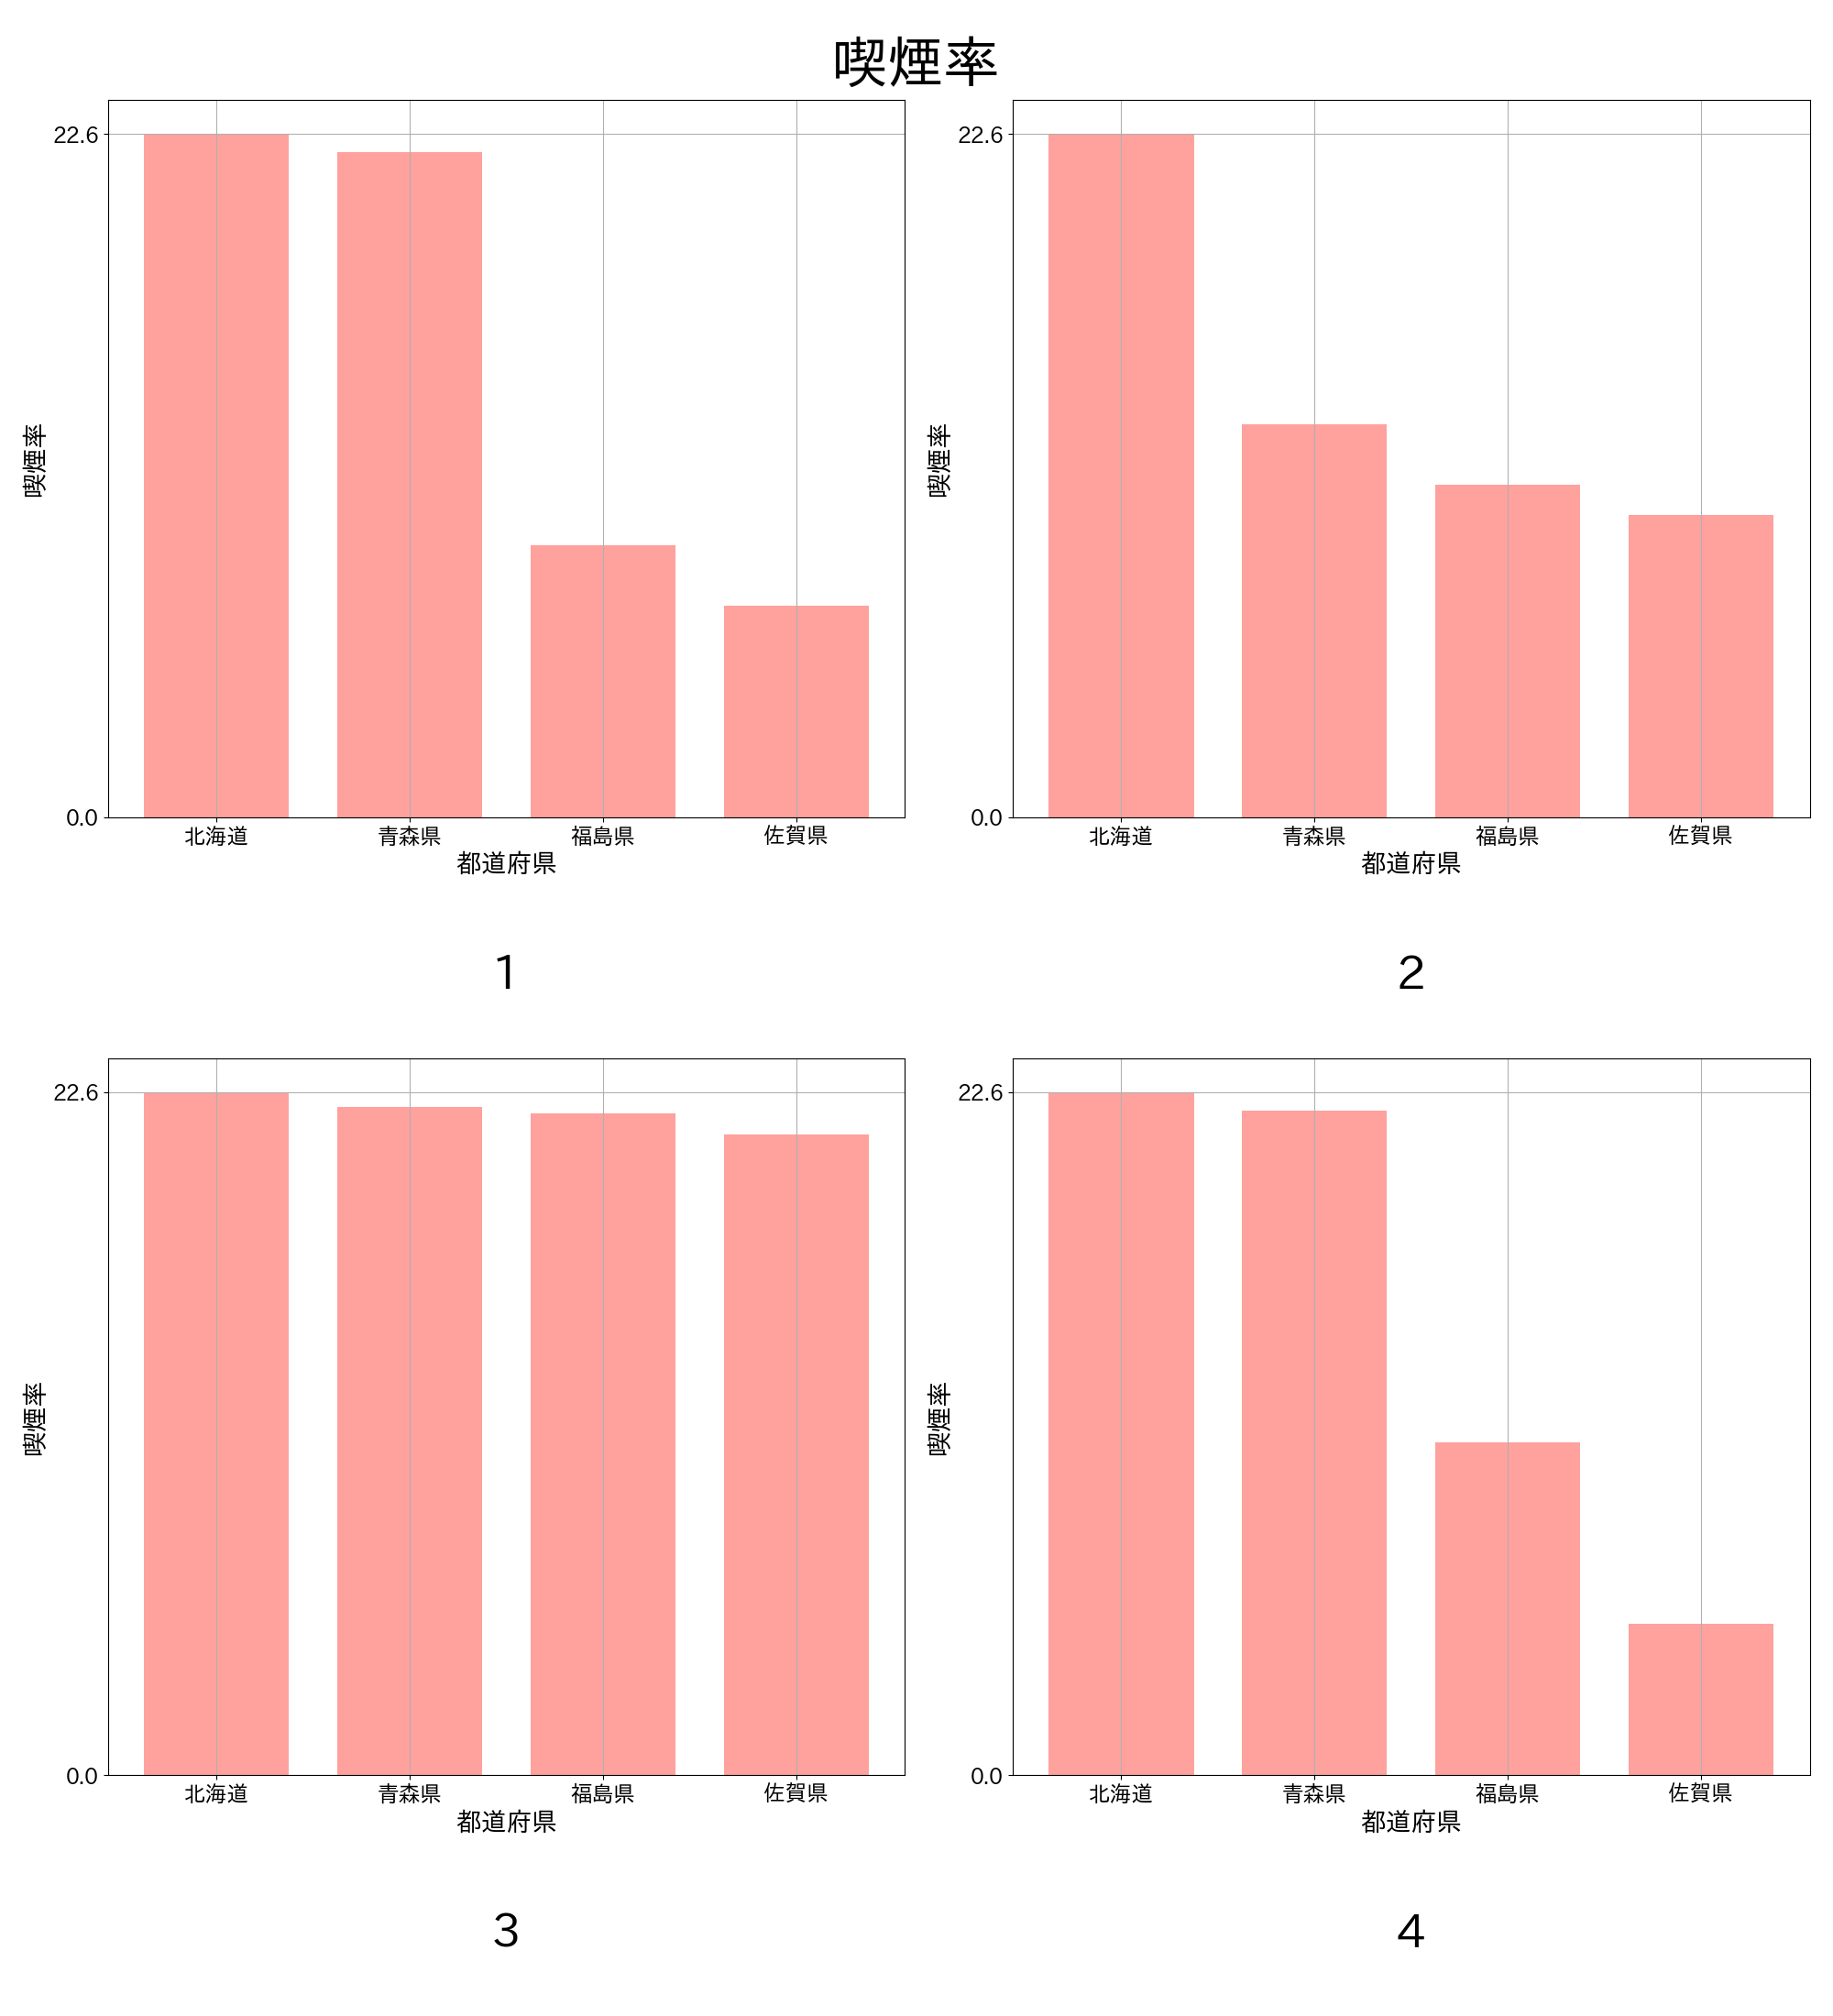 喫煙率
22.6
0.0
喫煙率
北海道 青森県 福島県 佐賀県
都道府県
1
22.6
0.0
喫煙率
北海道 青森県 福島県 佐賀県
都道府県
2
22.6
0.0
喫煙率
北海道 青森県 福島県 佐賀県
都道府県
3
22.6
0.0
喫煙率
北海道 青森県 福島県 佐賀県
都道府県
4